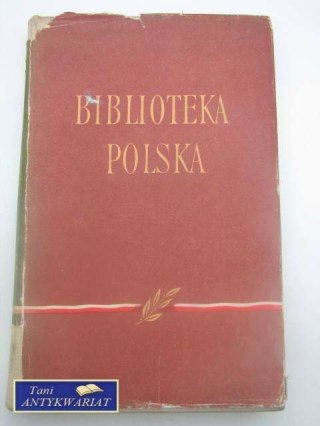 BIBLIOTEKA
POLSKA
Tani
ANTYKWARIAT